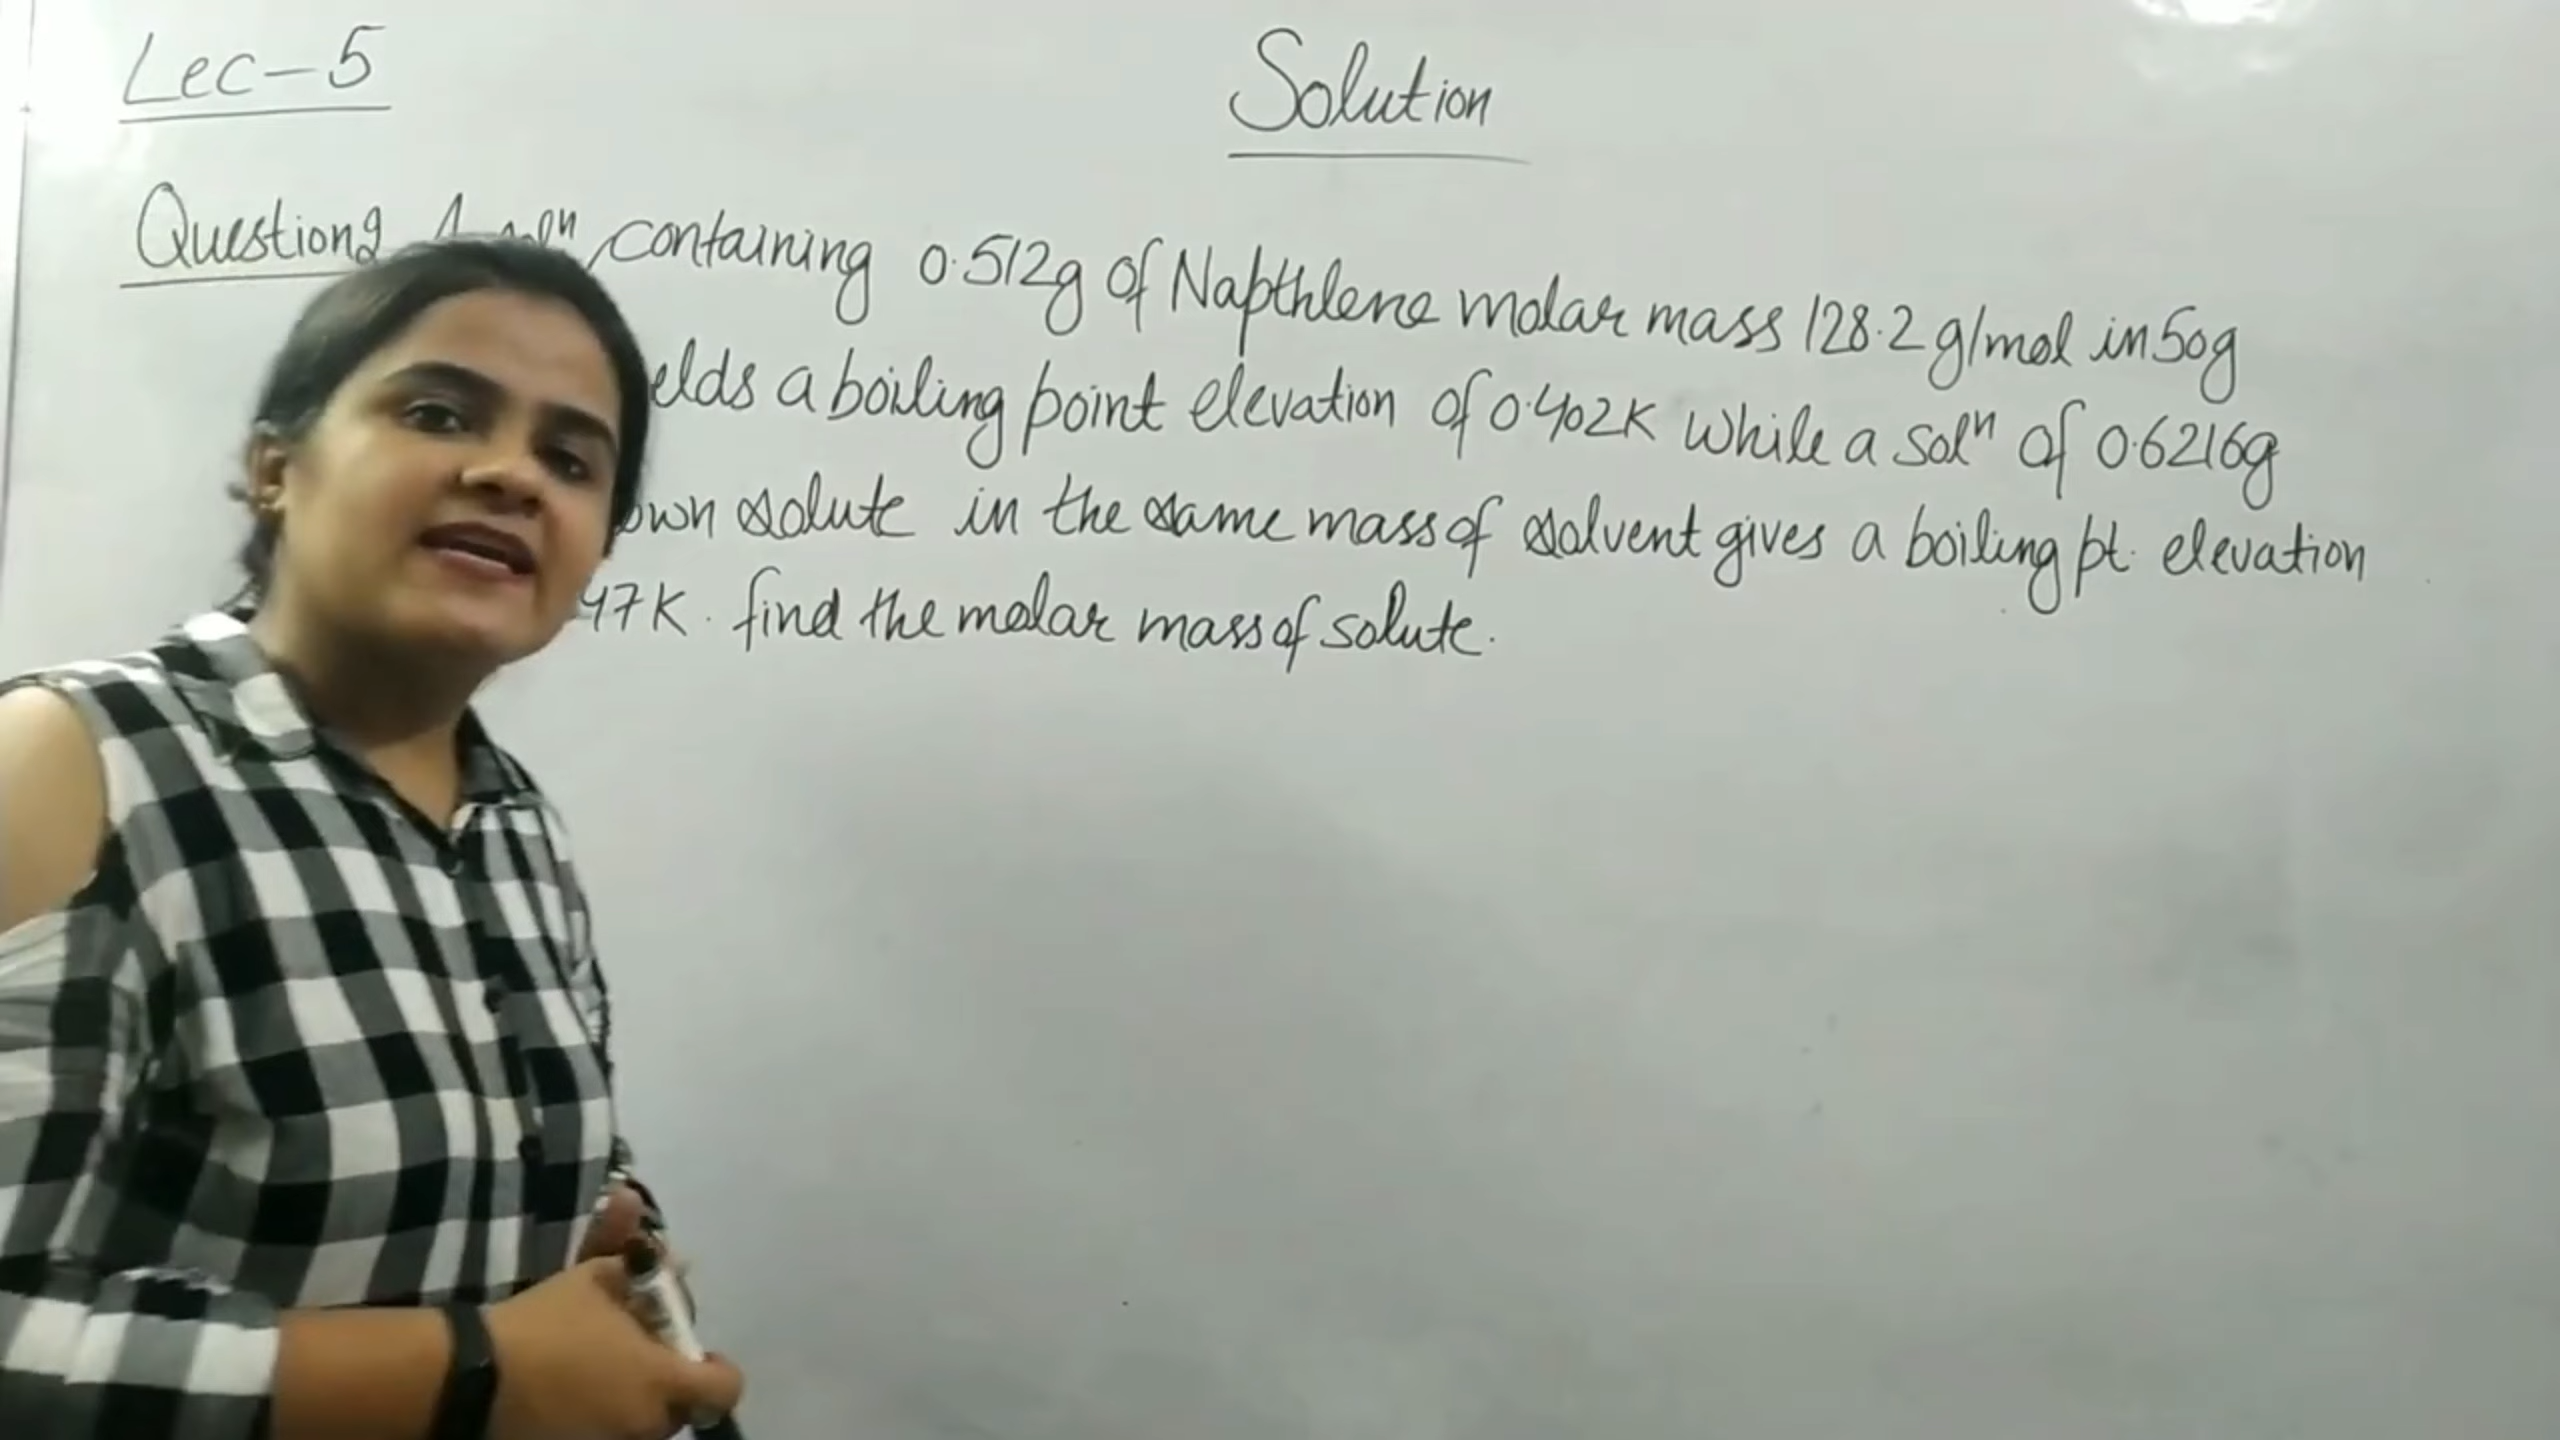 Lec-5
Solution
Question2 containing 0.512g of Napthlene molar mass 128.2 g/mol in 50g
elds a boiling point elevation of 0.402K while a solⁿ of 0.6216g
own solute in the same mass of solvent gives a boiling pt. elevation
47K. find the molar mass of solute.